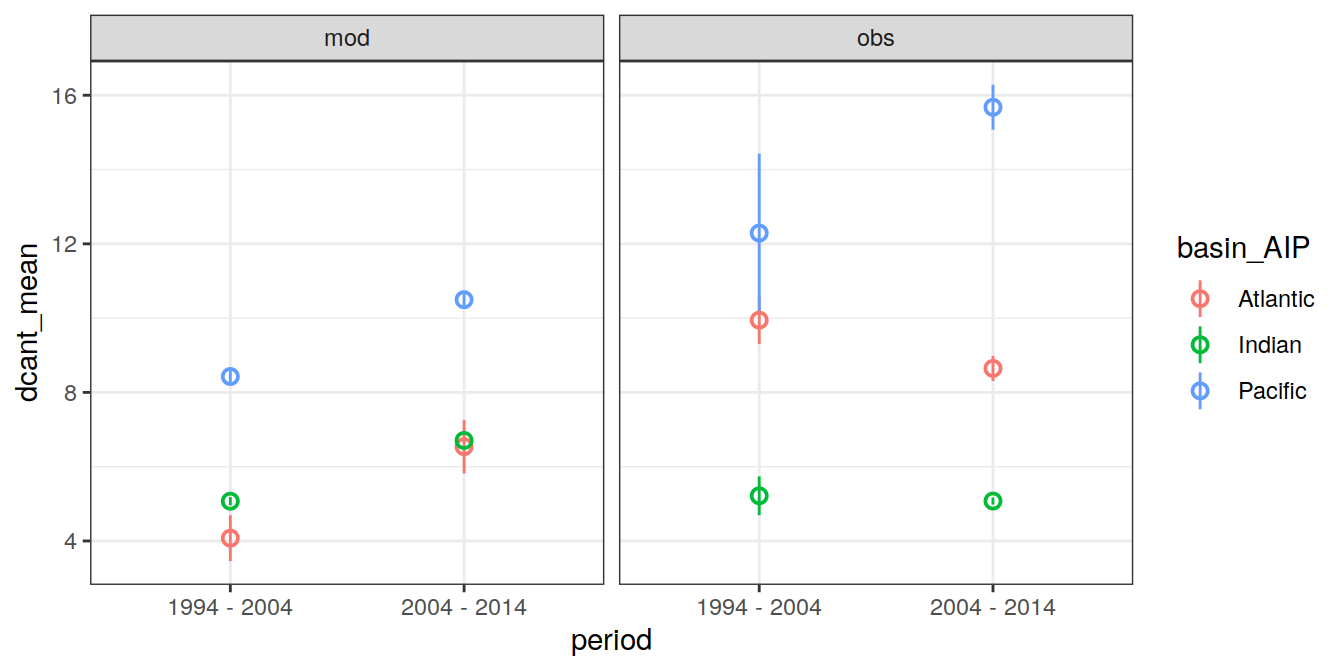 mod
obs
16
12
8
4
dcant_mean
1994 - 2004
2004 - 2014
1994 - 2004
2004 - 2014
period
basin_AIP
Atlantic
Indian
Pacific